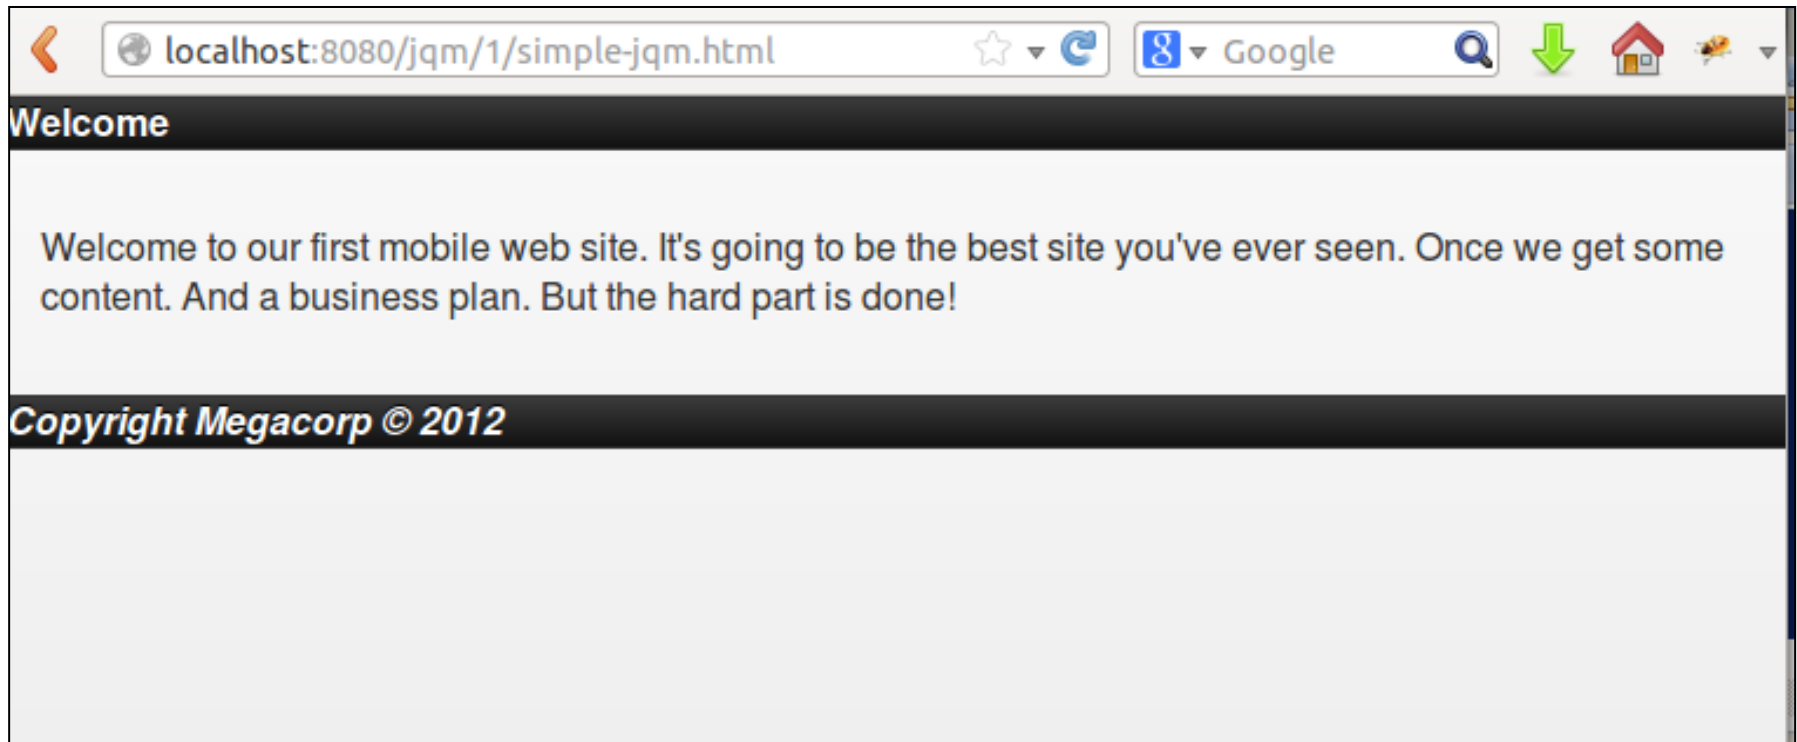 localhost:8080/jqm/1/simple-jqm.html
8 Google
Welcome
Welcome to our first mobile web site. It's going to be the best site you've ever seen. Once we get some
content. And a business plan. But the hard part is done!
Copyright Megacorp © 2012